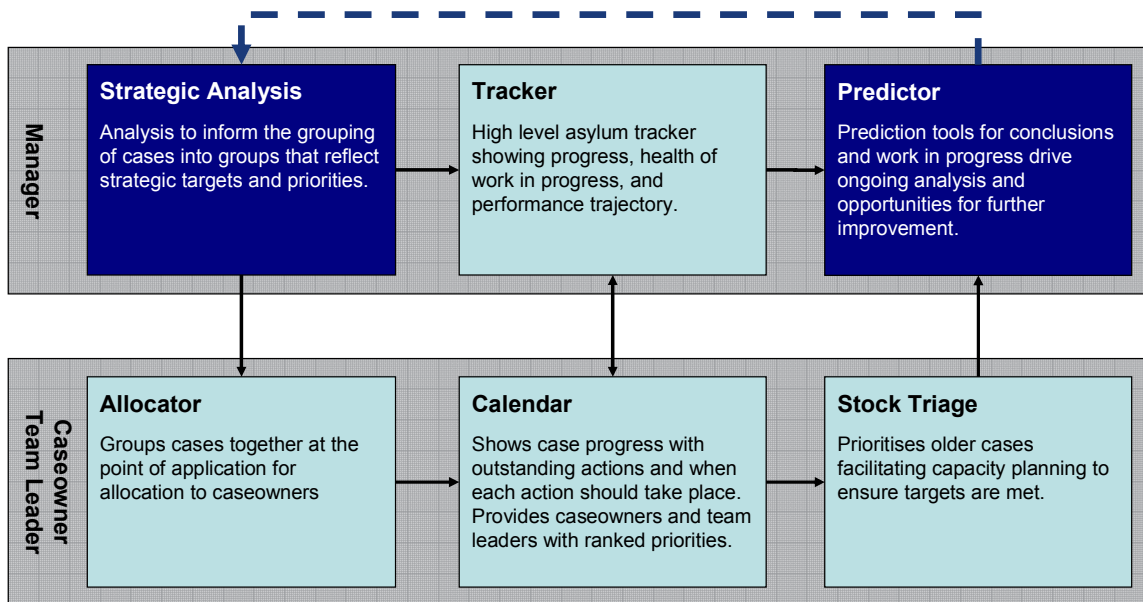 Manager
Strategic Analysis
Analysis to inform the grouping
of cases into groups that reflect
strategic targets and priorities.
Tracker
High level asylum tracker
showing progress, health of
work in progress, and
performance trajectory.
Predictor
Prediction tools for conclusions
and work in progress drive
ongoing analysis and
opportunities for further
improvement.
Caseowner
Team Leader
Allocator
Groups cases together at the
point of application for
allocation to caseowners
Calendar
Shows case progress with
outstanding actions and when
each action should take place.
Provides caseowners and team
leaders with ranked priorities.
Stock Triage
Prioritises older cases
facilitating capacity planning to
ensure targets are met.